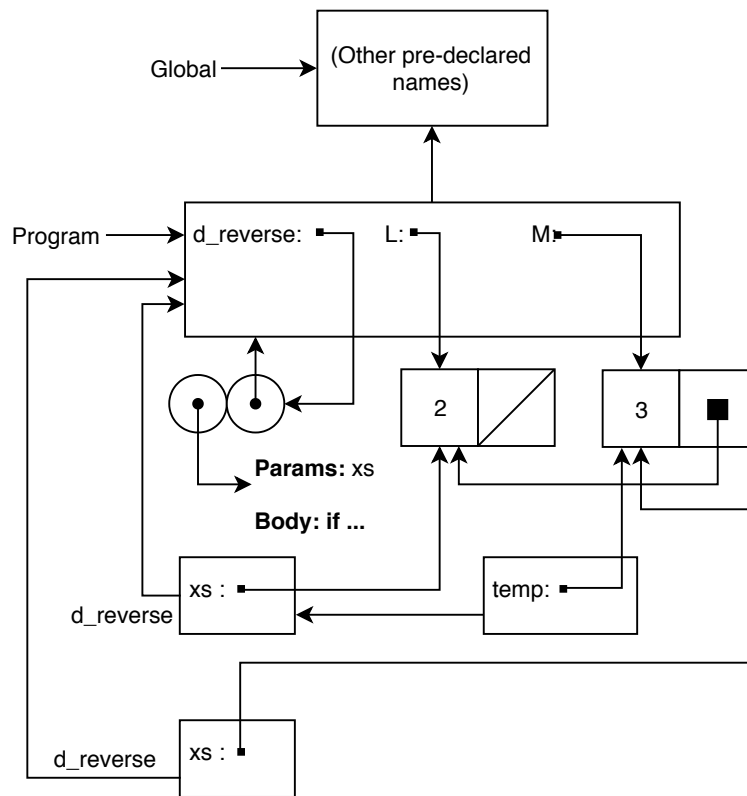 (Other pre-declared
names)
Global
Program
d_reverse:
L:
M:
2
3
Params: xs
Body: if ...
xs :
temp:
d_reverse
d_reverse
xs :